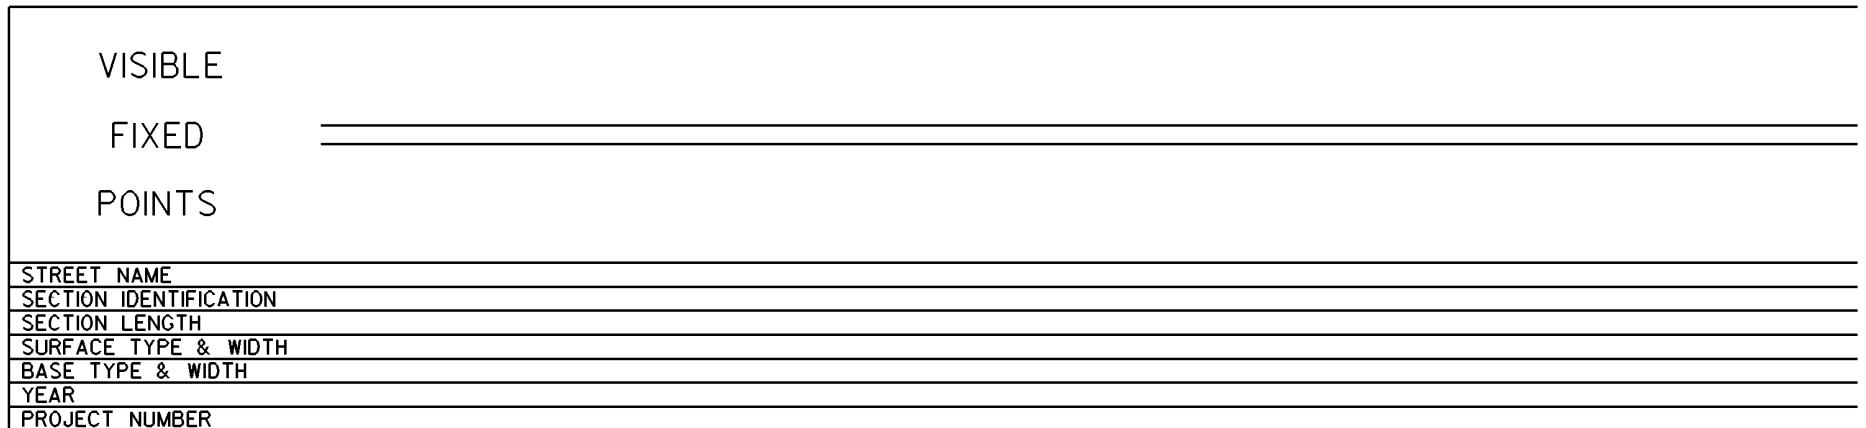 VISIBLE
FIXED
POINTS
STREET NAME
SECTION IDENTIFICATION
SECTION LENGTH
SURFACE TYPE & WIDTH
BASE TYPE & WIDTH
YEAR
PROJECT NUMBER